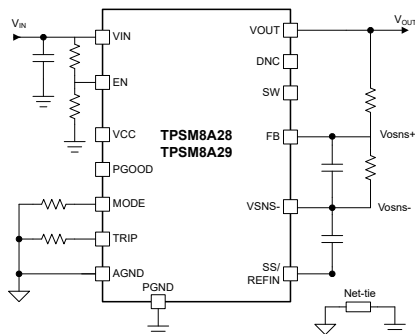 VIN
VIN
EN
VCC
PGOOD
MODE
TRIP
AGND
PGND
TPSM8A28
TPSM8A29
VOUT
DNC
SW
FB
VSNS-
SS/
REFIN
VOUT
Vosns+
Vosns-
Net-tie